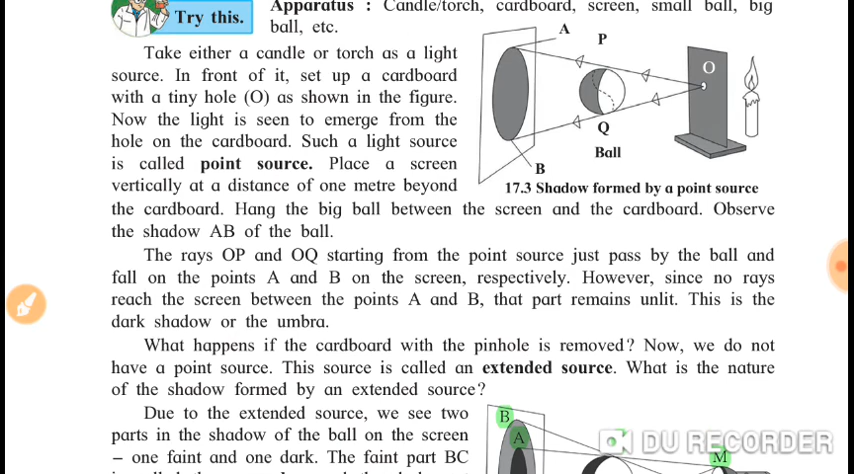 Try this.
Apparatus : Candle/torch, cardboard, screen, small ball, big
ball, etc.
Take either a candle or torch as a light
source. In front of it, set up a cardboard
with a tiny hole (O) as shown in the figure.
Now the light is seen to emerge from the
hole on the cardboard. Such a light source
is called point source. Place a screen
vertically at a distance of one metre beyond
A
P
O
Q
Ball
B
17.3 Shadow formed by a point source
the cardboard. Hang the big ball between the screen and the cardboard. Observe
the shadow AB of the ball.
The rays OP and OQ starting from the point source just pass by the ball and
fall on the points A and B on the screen, respectively. However, since no rays
reach the screen between the points A and B, that part remains unlit. This is the
dark shadow or the umbra.
What happens if the cardboard with the pinhole is removed? Now, we do not
have a point source. This source is called an extended source. What is the nature
of the shadow formed by an extended source?
Due to the extended source, we see two
parts in the shadow of the ball on the screen
– one faint and one dark. The faint part BC
B
A
M
DU RECORDER